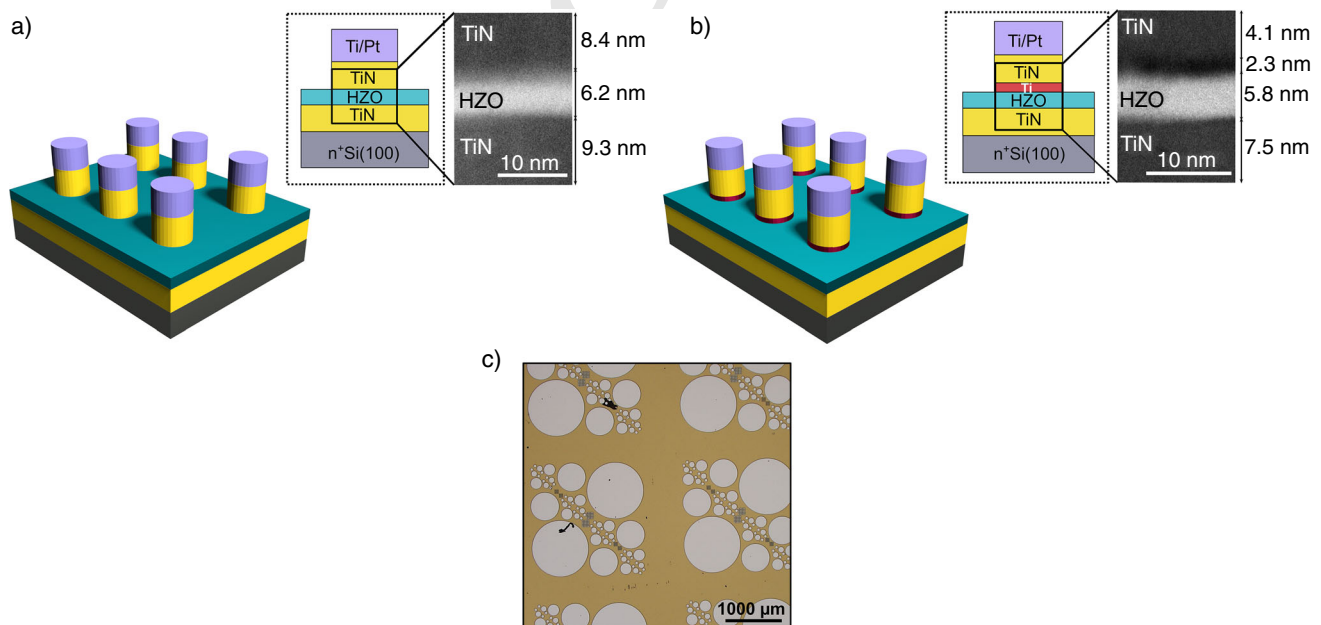 a)
Ti/Pt
TiN
HZO
TiN
n⁺Si(100)
TiN
HZO
TiN
10 nm
8.4 nm
6.2 nm
9.3 nm
b)
Ti/Pt
TiN
Ti
HZO
TiN
n⁺Si(100)
TiN
HZO
TiN
10 nm
4.1 nm
2.3 nm
5.8 nm
7.5 nm
c)
1000 µm